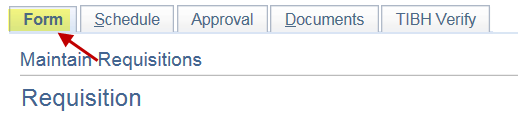 Form Schedule Approval Documents TIBH Verify
Maintain Requisitions
Requisition